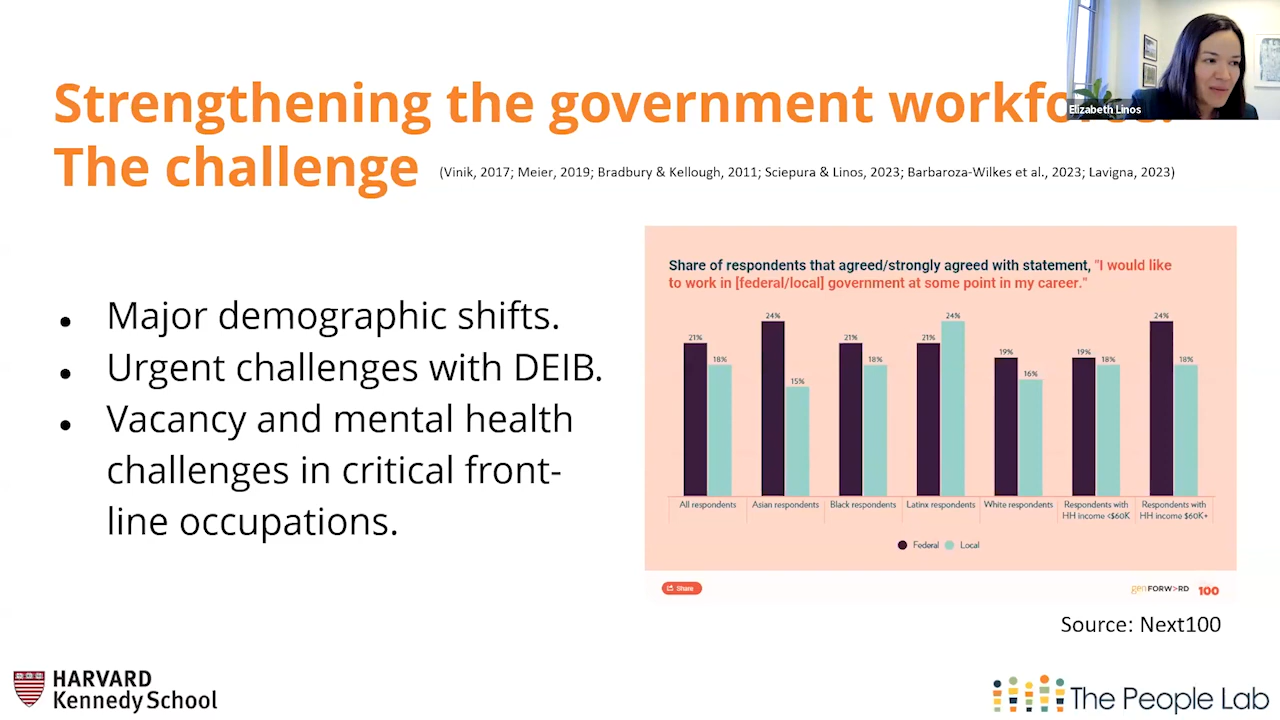 Elizabeth Linos
Strengthening the government
The challenge (Vinik, 2017; Meier, 2019; Bradbury & Kellough, 2011; Sciepura & Linos, 2023; Barbaroza-Wilkes et al., 2023; Lavigna, 2023)
• Major demographic shifts.
• Urgent challenges with DEIB.
• Vacancy and mental health
challenges in critical front-
line occupations.
Share of respondents that agreed/strongly agreed with statement, "I would like
to work in [federal/local] government at some point in my career."
21% 18% 24% 15% 21% 18% 21% 24% 19% 16% 19% 18% 24% 18%
All respondents Asian respondents Black respondents Latinx respondents White respondents Respondents with Respondents with
HH income <$60K HH income $60K+
Federal Local
Share
genFORWARD 100
Source: Next100
HARVARD
Kennedy School
The People Lab